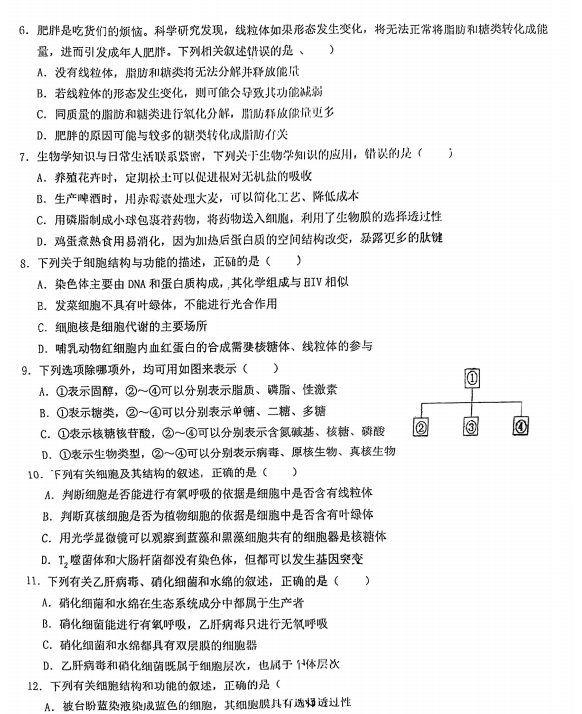 6. 肥胖是吃货们的烦恼。科学研究发现，线粒体如果形态发生变化，将无法正常将脂肪和糖类转化成能
量，进而引发成年人肥胖。下列相关叙述错误的是（ ）
A. 没有线粒体，脂肪和糖类将无法分解并释放能量
B. 若线粒体的形态发生变化，则可能会导致其功能减弱
C. 同质量的脂肪和糖类进行氧化分解，脂肪释放能量更多
D. 肥胖的原因可能与较多的糖类转化成脂肪有关
7. 生物学知识与日常生活联系紧密，下列关于生物学知识的应用，错误的是（ ）
A. 养殖花卉时，定期松土可以促进根对无机盐的吸收
B. 生产啤酒时，用赤霉素处理大麦，可以简化工艺、降低成本
C. 用磷脂制成小球包裹着药物，将药物送入细胞，利用了生物膜的选择透过性
D. 鸡蛋煮熟食用易消化，因为加热后蛋白质的空间结构改变，暴露更多的肽键
8. 下列关于细胞结构与功能的描述，正确的是（ ）
A. 染色体主要由 DNA 和蛋白质构成，其化学组成与 HIV 相似
B. 发菜细胞不具有叶绿体，不能进行光合作用
C. 细胞核是细胞代谢的主要场所
D. 哺乳动物红细胞内血红蛋白的合成需要核糖体、线粒体的参与
9. 下列选项除哪项外，均可用如图来表示（ ）
A. ①表示固醇，②～④可以分别表示脂质、磷脂、性激素
B. ①表示糖类，②～④可以分别表示单糖、二糖、多糖
C. ①表示核糖核苷酸，②～④可以分别表示含氮碱基、核糖、磷酸
D. ①表示生物类型，②～④可以分别表示病毒、原核生物、真核生物
①
② ③ ④
10. 下列有关细胞及其结构的叙述，正确的是（ ）
A. 判断细胞是否能进行有氧呼吸的依据是细胞中是否含有线粒体
B. 判断真核细胞是否为植物细胞的依据是细胞中是否含有叶绿体
C. 用光学显微镜可以观察到蓝藻和黑藻细胞共有的细胞器是核糖体
D. T₂噬菌体和大肠杆菌都没有染色体，但都可以发生基因突变
11. 下列有关乙肝病毒、硝化细菌和水绵的叙述，正确的是（ ）
A. 硝化细菌和水绵在生态系统成分中都属于生产者
B. 硝化细菌能进行有氧呼吸，乙肝病毒只进行无氧呼吸
C. 硝化细菌和水绵都具有双层膜的细胞器
D. 乙肝病毒和硝化细菌既属于细胞层次，也属于个体层次
12. 下列有关细胞结构和功能的叙述，正确的是（
A. 被台盼蓝染液染成蓝色的细胞，其细胞膜具有选择透过性